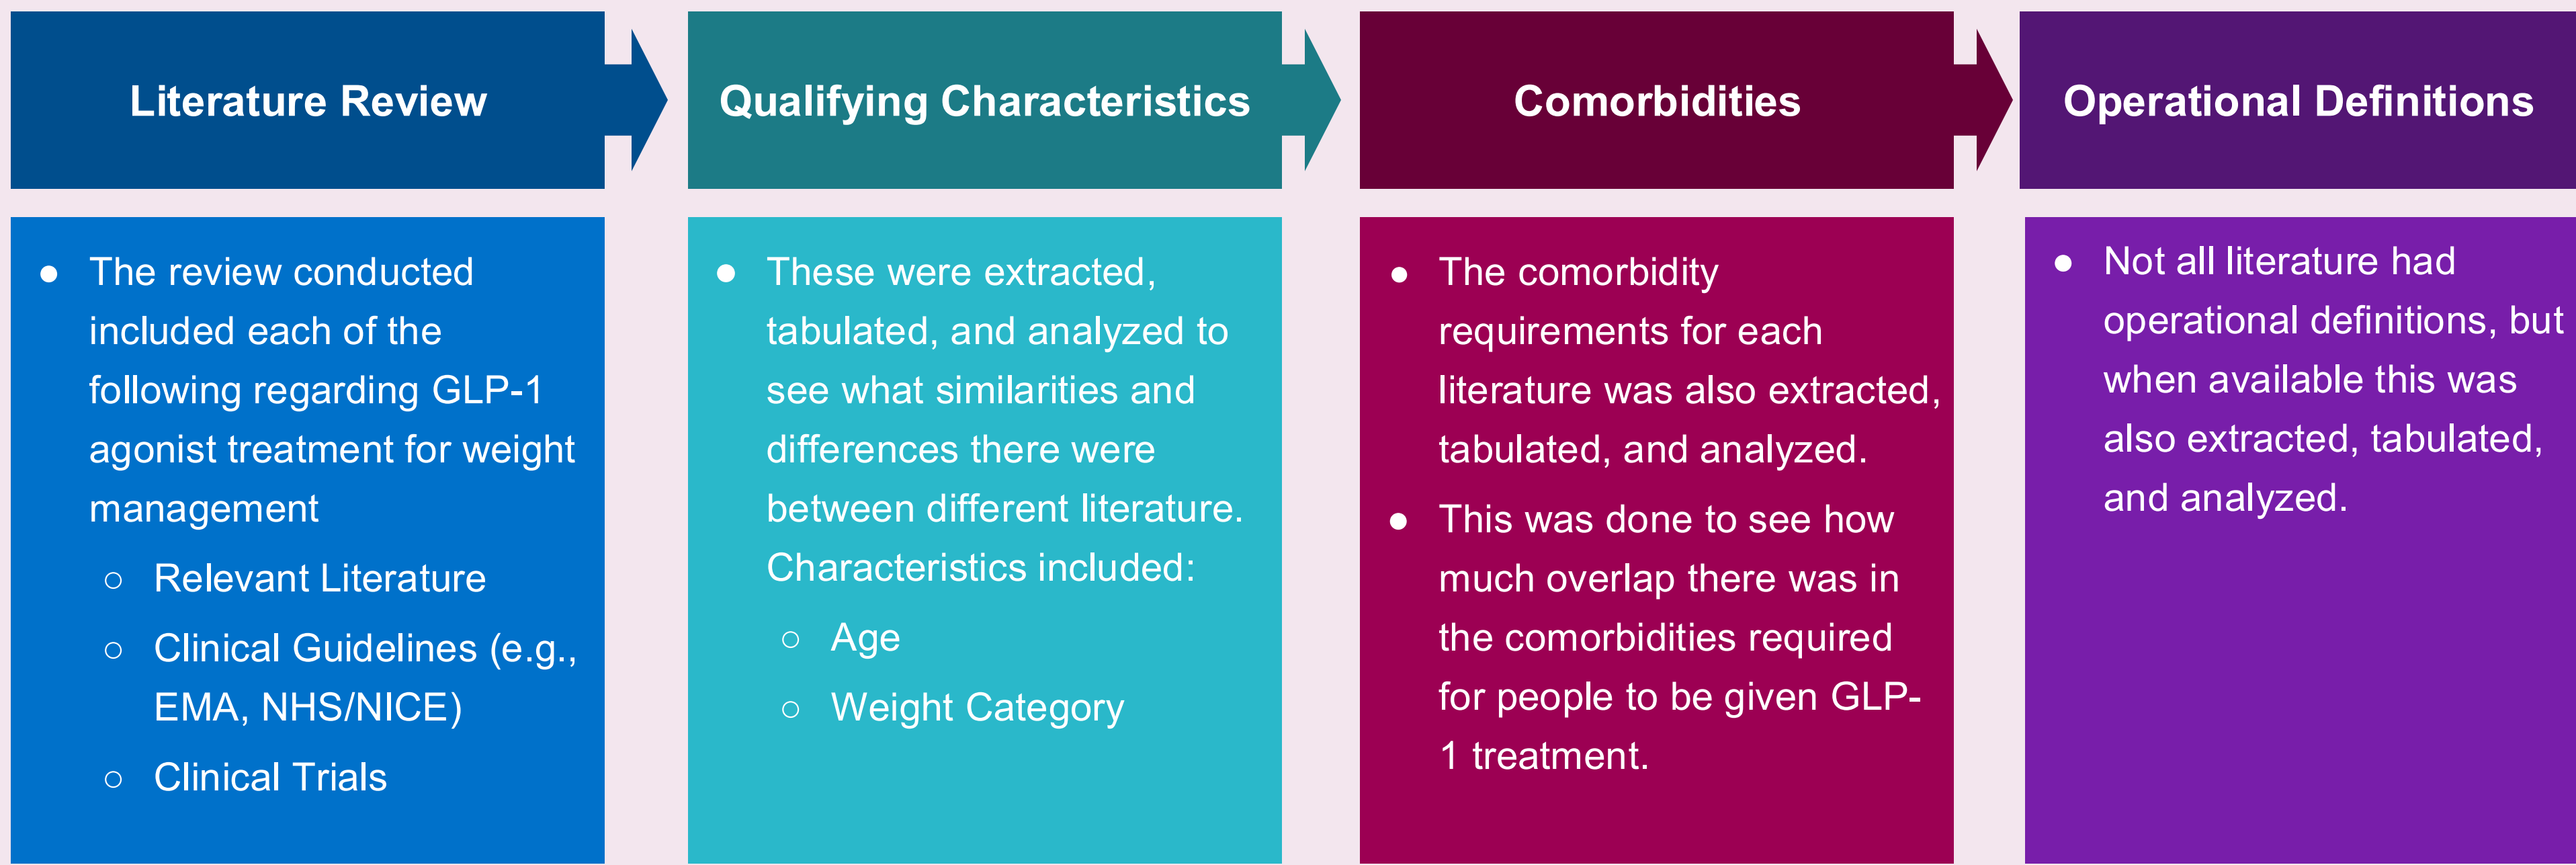 Literature Review
● The review conducted
included each of the
following regarding GLP-1
agonist treatment for weight
management
○ Relevant Literature
○ Clinical Guidelines (e.g.,
EMA, NHS/NICE)
○ Clinical Trials
Qualifying Characteristics
● These were extracted,
tabulated, and analyzed to
see what similarities and
differences there were
between different literature.
Characteristics included:
○ Age
○ Weight Category
Comorbidities
● The comorbidity
requirements for each
literature was also extracted,
tabulated, and analyzed.
● This was done to see how
much overlap there was in
the comorbidities required
for people to be given GLP-
1 treatment.
Operational Definitions
● Not all literature had
operational definitions, but
when available this was
also extracted, tabulated,
and analyzed.